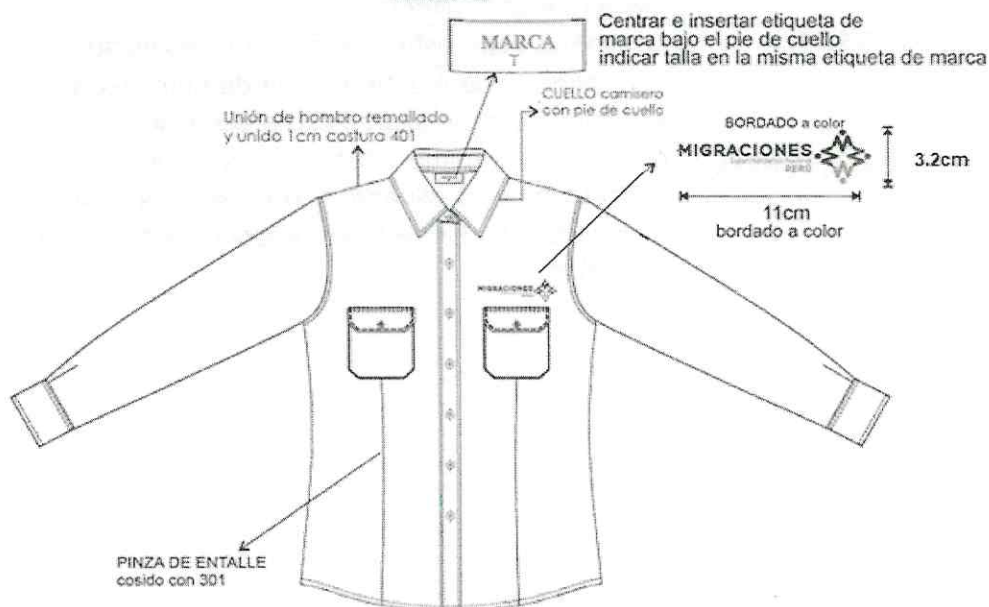 MARCA
T
Centrar e insertar etiqueta de
marca bajo el pie de cuello
indicar talla en la misma etiqueta de marca
CUELLO camisero
con pie de cuello
Unión de hombro remallado
y unido 1cm costura 401
BORDADO a color
MIGRACIONES
PERÚ
3.2cm
11cm
bordado a color
MIGRACIONES
PINZA DE ENTALLE
cosido con 301